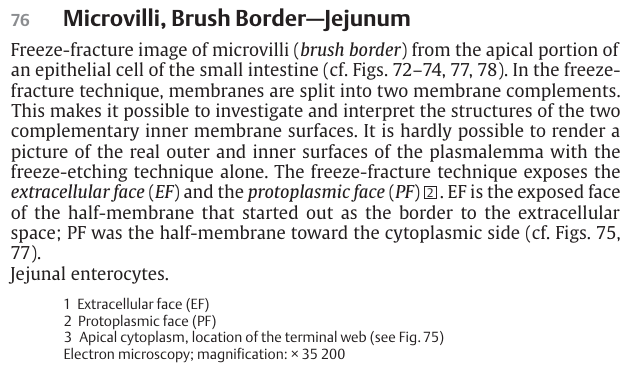 76 Microvilli, Brush Border—Jejunum
Freeze-fracture image of microvilli (brush border) from the apical portion of
an epithelial cell of the small intestine (cf. Figs. 72–74, 77, 78). In the freeze-
fracture technique, membranes are split into two membrane complements.
This makes it possible to investigate and interpret the structures of the two
complementary inner membrane surfaces. It is hardly possible to render a
picture of the real outer and inner surfaces of the plasmalemma with the
freeze-etching technique alone. The freeze-fracture technique exposes the
extracellular face (EF) and the protoplasmic face (PF) 2. EF is the exposed face
of the half-membrane that started out as the border to the extracellular
space; PF was the half-membrane toward the cytoplasmic side (cf. Figs. 75,
77).
Jejunal enterocytes.
1 Extracellular face (EF)
2 Protoplasmic face (PF)
3 Apical cytoplasm, location of the terminal web (see Fig. 75)
Electron microscopy; magnification: × 35 200